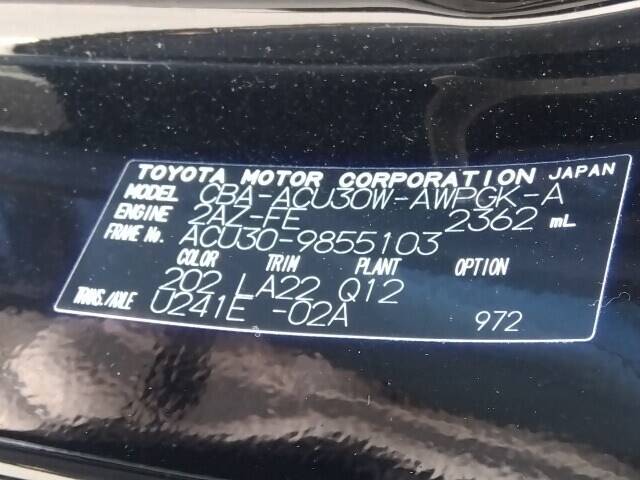 TOYOTA MOTOR CORPORATION JAPAN
MODEL CBA-ACU30W-AWPGK-A
ENGINE 2AZ-FE 2362 mL
FRAME No. ACU30-9855103
COLOR TRIM PLANT OPTION
202 LA22 Q12
TRANS./AXLE U241E -02A 972